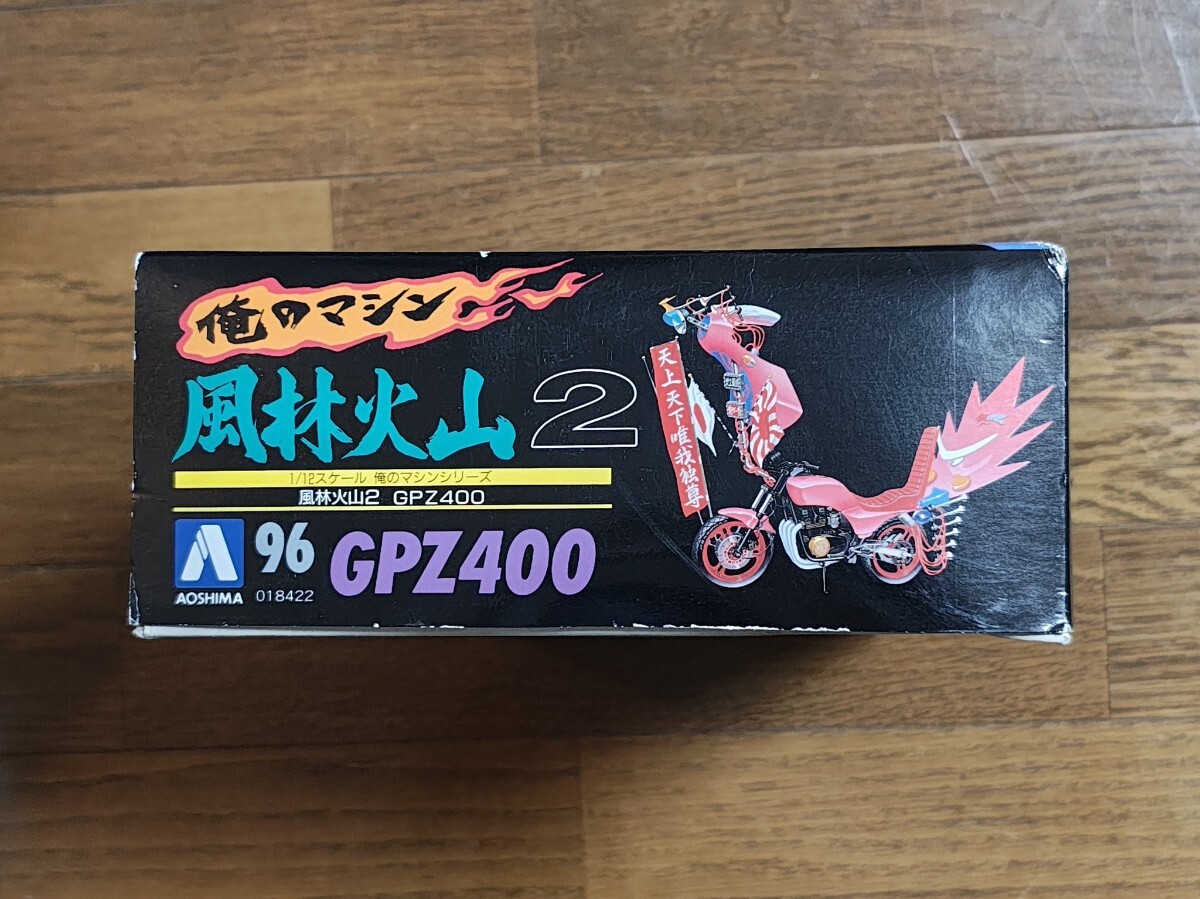 俺のマシン
風林火山2
1/12スケール 俺のマシンシリーズ
風林火山2 GPZ400
AOSHIMA
96
018422
GPZ400
天上天下唯我独尊